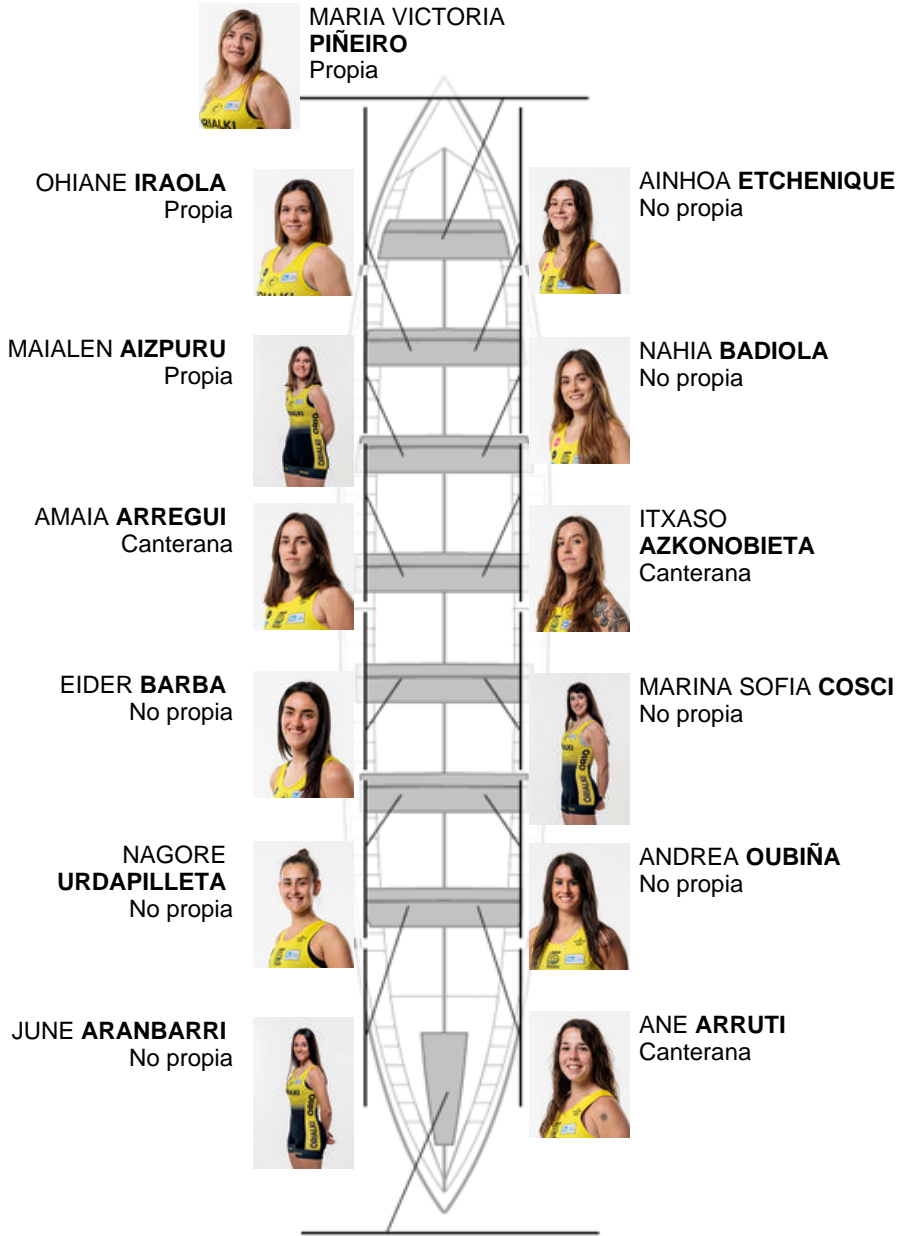 MARIA VICTORIA
PIÑEIRO
Propia
OHIANE IRAOLA
Propia
AINHOA ETCHENIQUE
No propia
MAIALEN AIZPURU
Propia
NAHIA BADIOLA
No propia
AMAIA ARREGUI
Canterana
ITXASO
AZKONOBIETA
Canterana
EIDER BARBA
No propia
MARINA SOFIA COSCI
No propia
NAGORE
URDAPILLETA
No propia
ANDREA OUBIÑA
No propia
JUNE ARANBARRI
No propia
ANE ARRUTI
Canterana